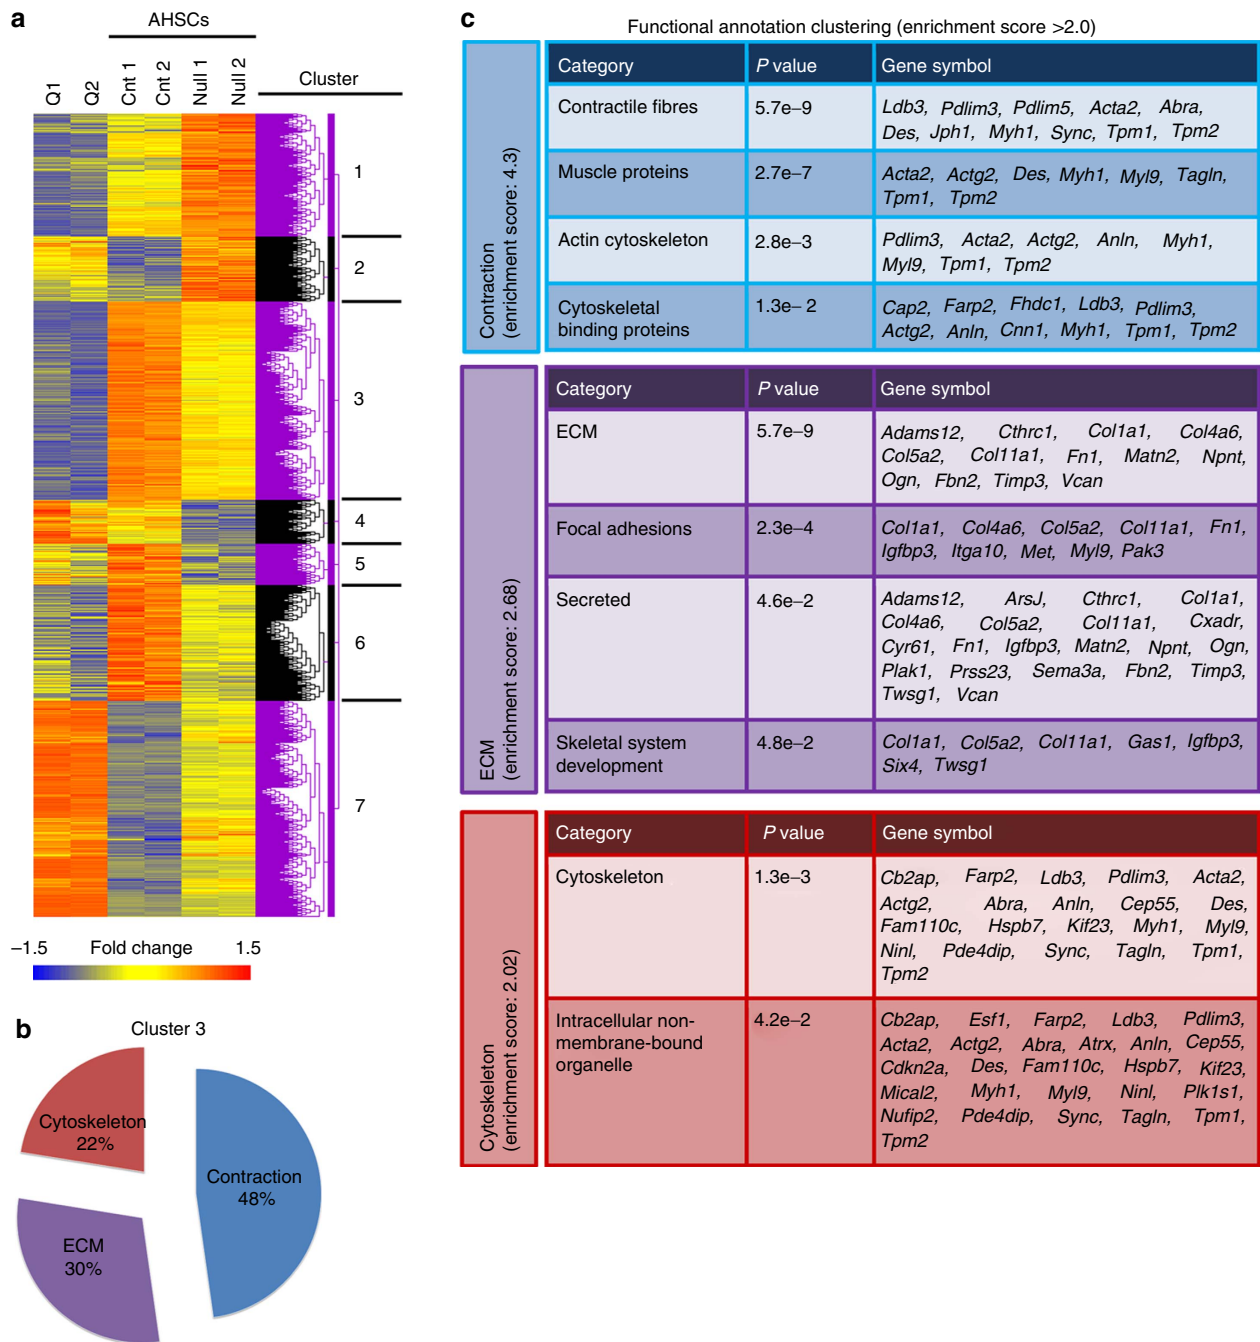 a
AHSCs
Q1
Q2
Cnt 1
Cnt 2
Null 1
Null 2
Cluster
1
2
3
4
5
6
7
−1.5 Fold change 1.5
b
Cluster 3
Cytoskeleton
22%
Contraction
48%
ECM
30%
c
Functional annotation clustering (enrichment score >2.0)
Contraction
(enrichment score: 4.3)
Category P value Gene symbol
Contractile fibres 5.7e−9 Ldb3, Pdlim3, Pdlim5, Acta2, Abra,
Des, Jph1, Myh1, Sync, Tpm1, Tpm2
Muscle proteins 2.7e−7 Acta2, Actg2, Des, Myh1, Myl9, Tagln,
Tpm1, Tpm2
Actin cytoskeleton 2.8e−3 Pdlim3, Acta2, Actg2, Anln, Myh1,
Myl9, Tpm1, Tpm2
Cytoskeletal 1.3e− 2 Cap2, Farp2, Fhdc1, Ldb3, Pdlim3,
binding proteins Actg2, Anln, Cnn1, Myh1, Tpm1, Tpm2
ECM
(enrichment score: 2.68)
Category P value Gene symbol
ECM 5.7e−9 Adams12, Cthrc1, Col1a1, Col4a6,
Col5a2, Col11a1, Fn1, Matn2, Npnt,
Ogn, Fbn2, Timp3, Vcan
Focal adhesions 2.3e−4 Col1a1, Col4a6, Col5a2, Col11a1, Fn1,
Igfbp3, Itga10, Met, Myl9, Pak3
Secreted 4.6e−2 Adams12, ArsJ, Cthrc1, Col1a1,
Col4a6, Col5a2, Col11a1, Cxadr,
Cyr61, Fn1, Igfbp3, Matn2, Npnt, Ogn,
Plak1, Prss23, Sema3a, Fbn2, Timp3,
Twsg1, Vcan
Skeletal system 4.8e−2 Col1a1, Col5a2, Col11a1, Gas1, Igfbp3,
development Six4, Twsg1
Cytoskeleton
(enrichment score: 2.02)
Category P value Gene symbol
Cytoskeleton 1.3e−3 Cb2ap, Farp2, Ldb3, Pdlim3, Acta2,
Actg2, Abra, Anln, Cep55, Des,
Fam110c, Hspb7, Kif23, Myh1, Myl9,
Ninl, Pde4dip, Sync, Tagln, Tpm1,
Tpm2
Intracellular non- 4.2e−2 Cb2ap, Esf1, Farp2, Ldb3, Pdlim3,
membrane-bound Acta2, Actg2, Abra, Atrx, Anln, Cep55,
organelle Cdkn2a, Des, Fam110c, Hspb7, Kif23,
Mical2, Myh1, Myl9, Ninl, Plk1s1,
Nufip2, Pde4dip, Sync, Tagln, Tpm1,
Tpm2